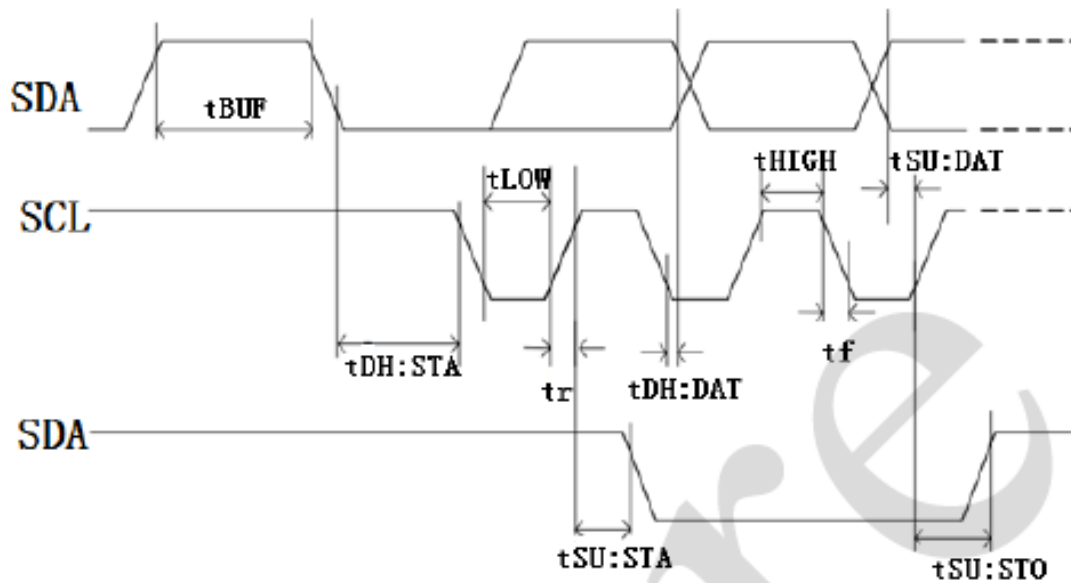 SDA
tBUF
tHIGH
tSU:DAT
tLOW
SCL
tDH:STA
tr
tDH:DAT
tf
SDA
tSU:STA
tSU:STO